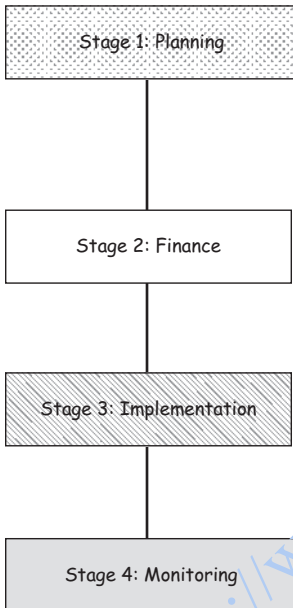 Stage 1: Planning
Stage 2: Finance
Stage 3: Implementation
Stage 4: Monitoring